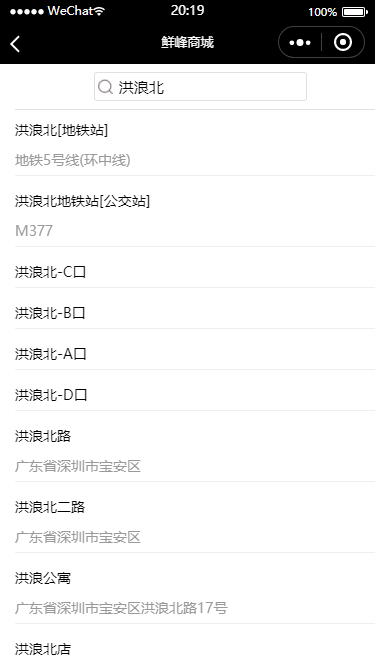 WeChat 20:19 100%
鲜峰商城
洪浪北
洪浪北[地铁站]
地铁5号线(环中线)
洪浪北地铁站[公交站]
M377
洪浪北-C口
洪浪北-B口
洪浪北-A口
洪浪北-D口
洪浪北路
广东省深圳市宝安区
洪浪北二路
广东省深圳市宝安区
洪浪公寓
广东省深圳市宝安区洪浪北路17号
洪浪北店